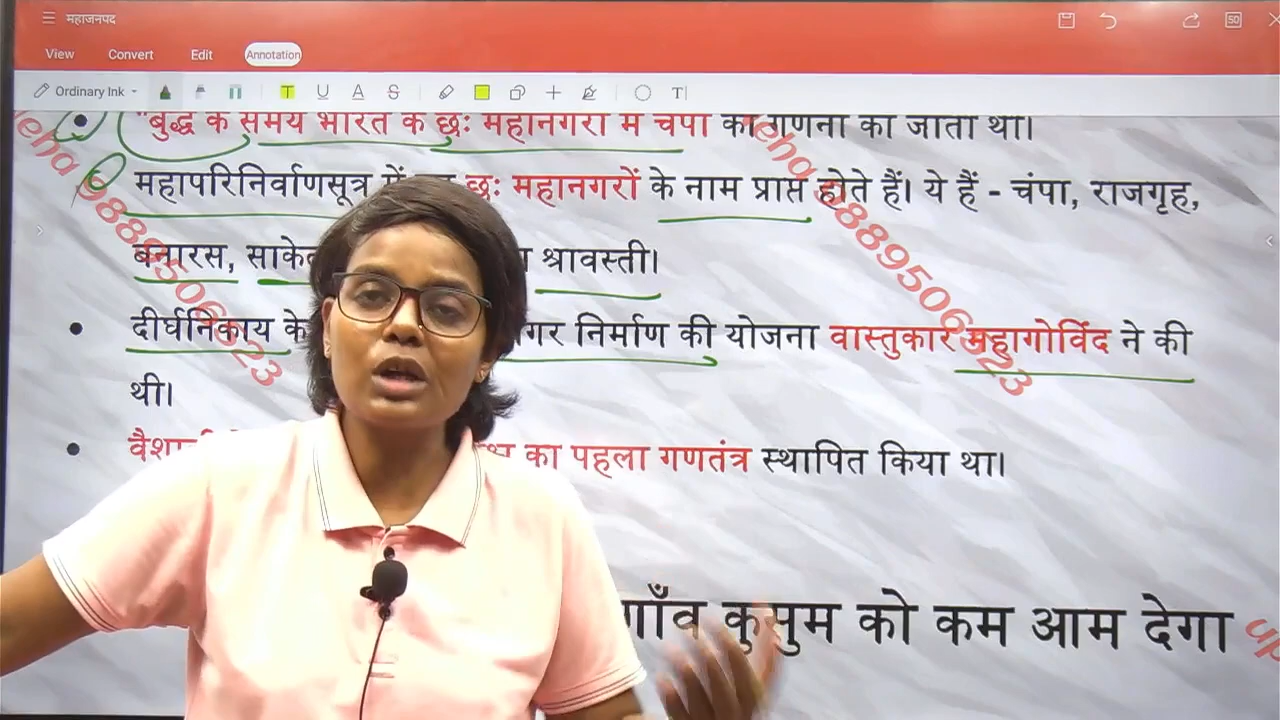 महाजनपद
View Convert Edit Annotation
Ordinary Ink T U A S T
"बुद्ध के समय भारत के छः महानगरों में चंपा की गणना की जाती थी।
महापरिनिर्वाणसूत्र में छः महानगरों के नाम प्राप्त होते हैं। ये हैं - चंपा, राजगृह,
बनारस, साकेत श्रावस्ती।
दीर्घनिकाय के नगर निर्माण की योजना वास्तुकार महागोविंद ने की
थी।
का पहला गणतंत्र स्थापित किया था।
गाँव कुसुम को कम आम देगा